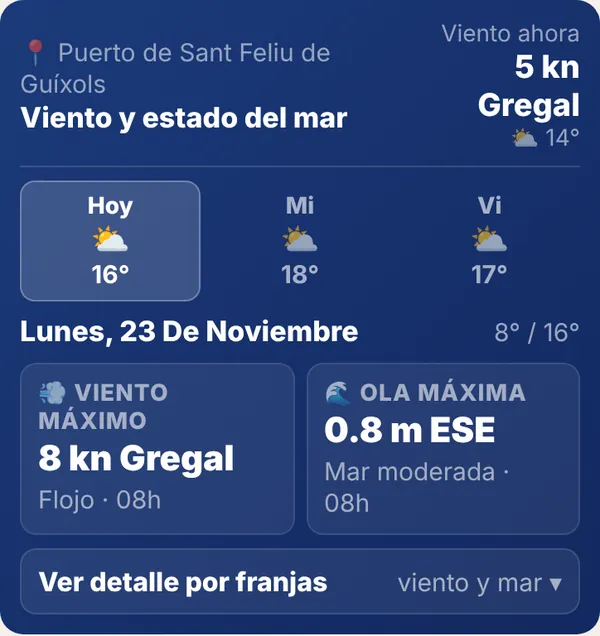 📍 Puerto de Sant Feliu de
Guíxols
Viento y estado del mar
Viento ahora
5 kn
Gregal
⛅ 14°
Hoy
⛅
16°
Mi
⛅
18°
Vi
⛅
17°
Lunes, 23 De Noviembre
8° / 16°
💨 VIENTO
MÁXIMO
8 kn Gregal
Flojo · 08h
🌊 OLA MÁXIMA
0.8 m ESE
Mar moderada ·
08h
Ver detalle por franjas
viento y mar ▾